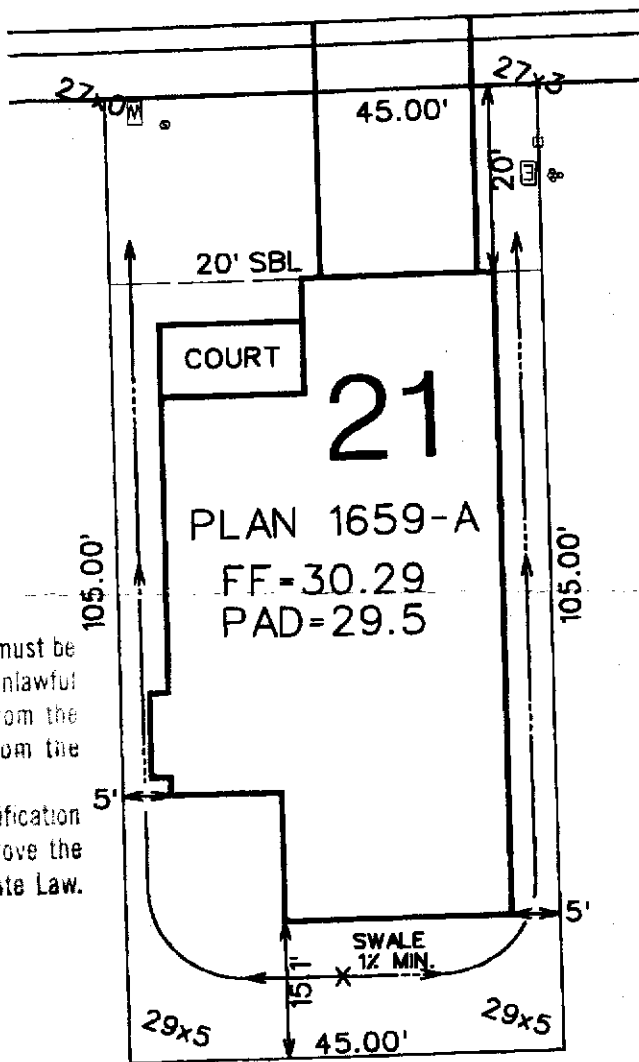 27x0
27x3
M
45.00'
20'
E
20' SBL
COURT
21
PLAN 1659-A
FF=30.29
PAD=29.5
105.00'
105.00'
must be
nlawful
om the
om the
5'
ification
ove the
te Law.
5'
SWALE
1% MIN.
15.1'
29x5
29x5
45.00'